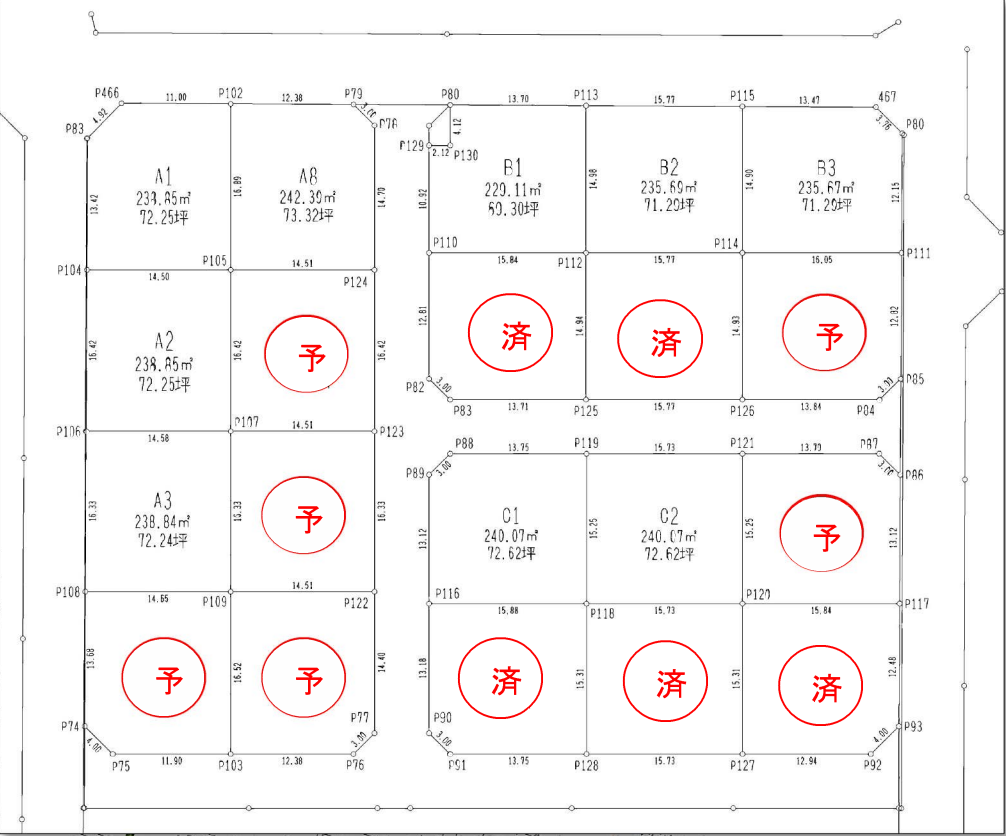 P466 11.00 P102 12.38 P79 P80 13.70 P113 15.77 P115 13.47 467
4.92 3.00 4.12 3.76
P83 P78 P80
P129 2.12 P130
A1
238.85㎡
72.25坪
A8
242.39㎡
73.32坪
B1
229.11㎡
69.30坪
B2
235.69㎡
71.29坪
B3
235.67㎡
71.29坪
13.42 16.89 14.70 10.92 14.98 14.90 12.15
P110 15.84 P112 15.77 P114 16.05 P111
P104 14.50 P105 14.51 P124
A2
238.85㎡
72.25坪
予 済 済 予
16.42 16.42 16.42 12.81 14.94 14.93 12.82
P82 3.00 P83 13.71 P125 15.77 P126 13.84 P84 3.00 P85
P106 14.58 P107 14.51 P123
P88 13.75 P119 15.73 P121 13.79 P87
P89 3.00 3.00 P86
A3
238.84㎡
72.24坪
予
C1
240.07㎡
72.62坪
C2
240.07㎡
72.62坪
予
16.33 16.33 13.12 15.25 15.25 13.12
P108 14.65 P109 14.51 P122
P116 15.88 P118 15.73 P120 15.84 P117
予 予 済 済 済
13.68 16.52 14.40 13.18 15.31 15.31 12.48
P74 P77 P90 P93
4.00 3.00 3.00 4.00
P75 11.90 P103 12.38 P76 P91 13.75 P128 15.73 P127 12.94 P92